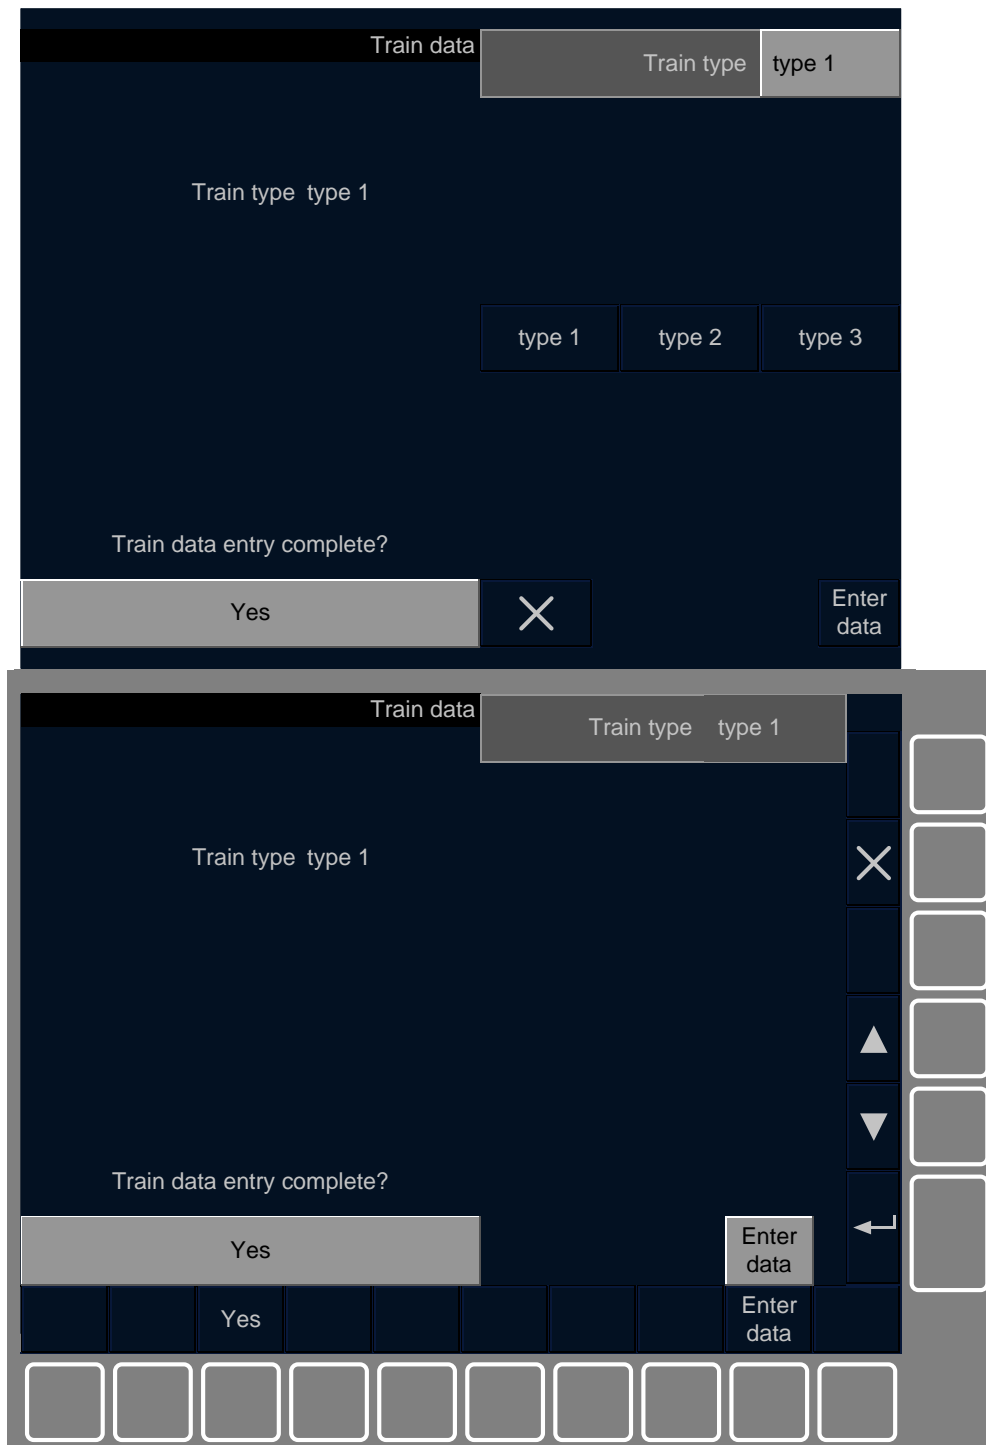 Train data
Train type type 1
Train type type 1
type 1 type 2 type 3
Train data entry complete?
Yes
Enter
data
Train data
Train type type 1
Train type type 1
Train data entry complete?
Yes
Enter
data
Yes
Enter
data